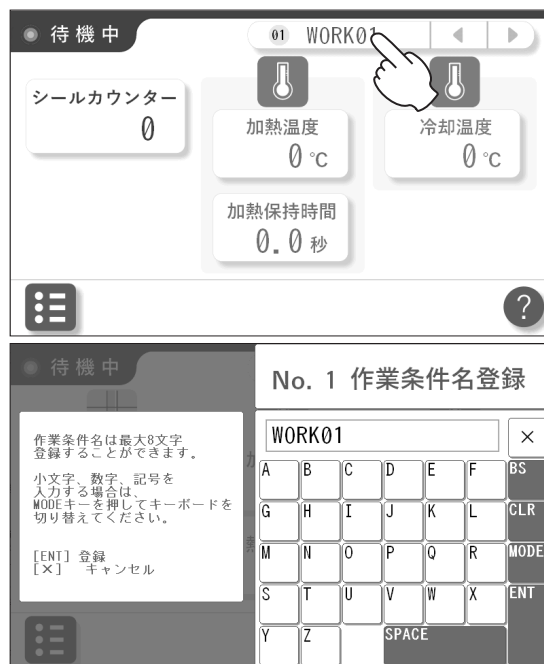 待機中
01 WORK01
シールカウンター
0
加熱温度
0 ℃
加熱保持時間
0.0 秒
冷却温度
0 ℃
?
待機中
No. 1 作業条件名登録
作業条件名は最大8文字
登録することができます。
小文字、数字、記号を
入力する場合は、
MODEキーを押してキーボードを
切り替えてください。
[ENT] 登録
[×] キャンセル
WORK01 ×
A B C D E F BS
G H I J K L CLR
M N O P Q R MODE
S T U V W X ENT
Y Z SPACE